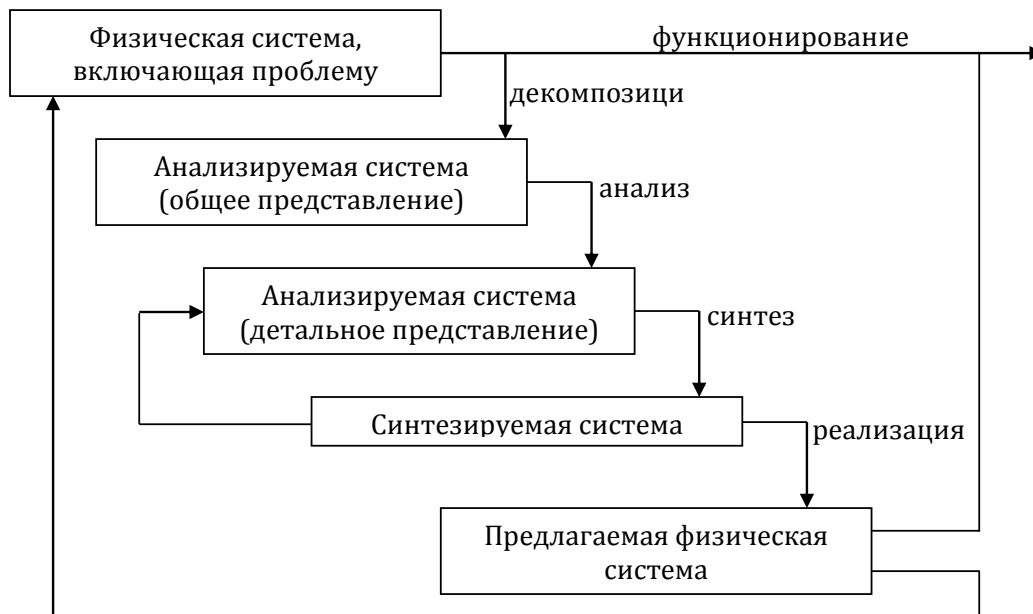 Физическая система,
включающая проблему
функционирование
декомпозици
Анализируемая система
(общее представление)
анализ
Анализируемая система
(детальное представление)
синтез
Синтезируемая система
реализация
Предлагаемая физическая
система